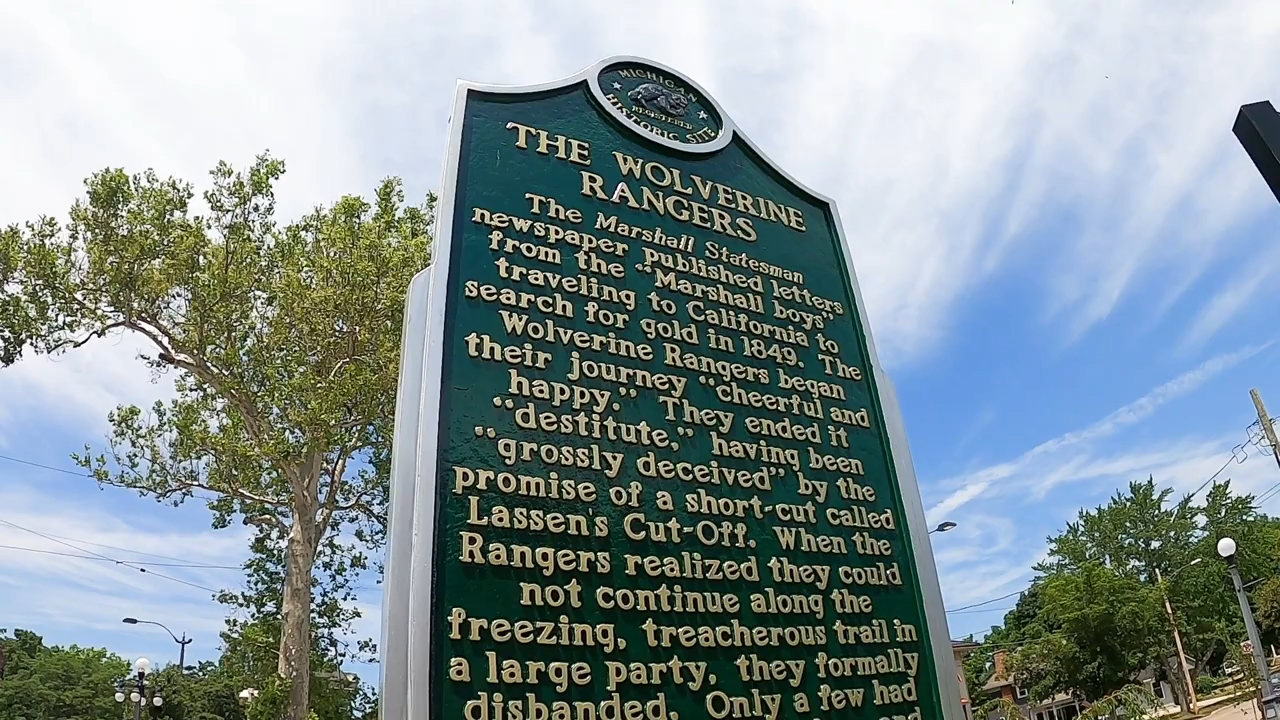 MICHIGAN
REGISTERED
HISTORIC SITE
THE WOLVERINE
RANGERS
The Marshall Statesman
newspaper published letters
from the "Marshall boys"
traveling to California to
search for gold in 1849. The
Wolverine Rangers began
their journey "cheerful and
happy." They ended it
"destitute," having been
"grossly deceived" by the
promise of a short-cut called
Lassen's Cut-Off. When the
Rangers realized they could
not continue along the
freezing, treacherous trail in
a large party, they formally
disbanded. Only a few had
and